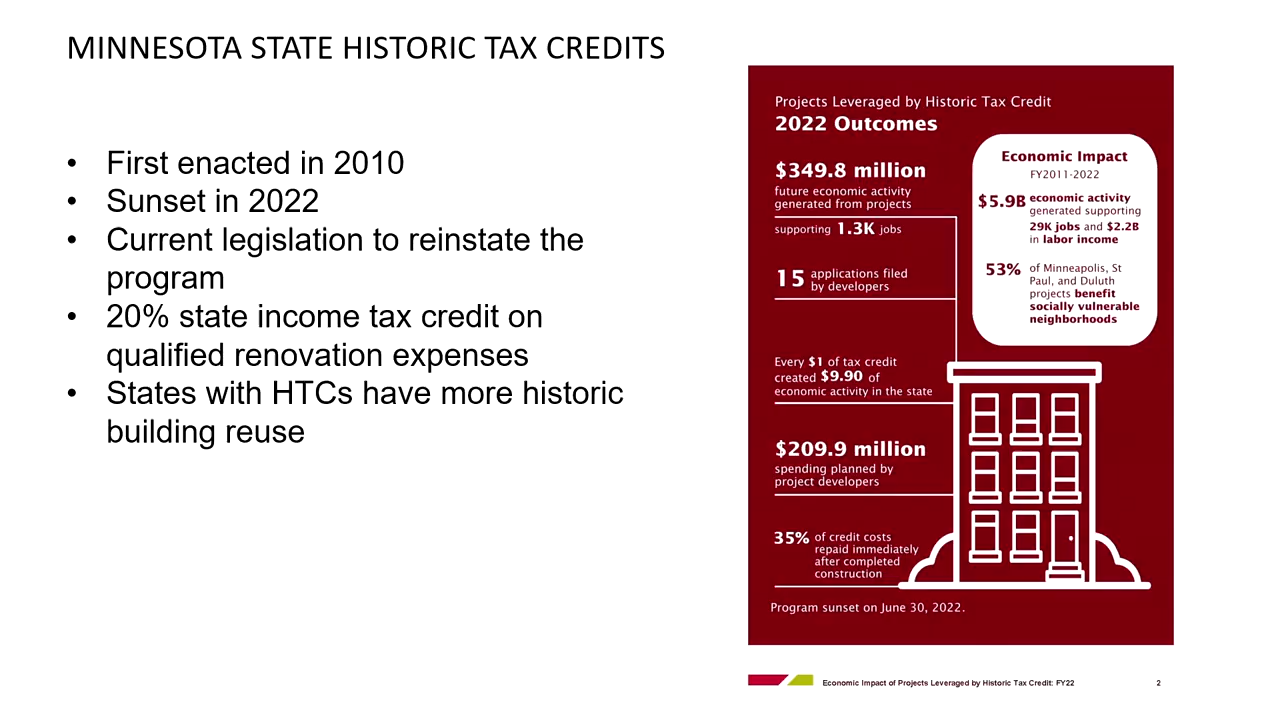 MINNESOTA STATE HISTORIC TAX CREDITS
• First enacted in 2010
• Sunset in 2022
• Current legislation to reinstate the
program
• 20% state income tax credit on
qualified renovation expenses
• States with HTCs have more historic
building reuse
Projects Leveraged by Historic Tax Credit
2022 Outcomes
$349.8 million
future economic activity
generated from projects
supporting 1.3K jobs
15 applications filed
by developers
Every $1 of tax credit
created $9.90 of
economic activity in the state
$209.9 million
spending planned by
project developers
35% of credit costs
repaid immediately
after completed
construction
Program sunset on June 30, 2022.
Economic Impact
FY2011-2022
$5.9B economic activity
generated supporting
29K jobs and $2.2B
in labor income
53% of Minneapolis, St
Paul, and Duluth
projects benefit
socially vulnerable
neighborhoods
Economic Impact of Projects Leveraged by Historic Tax Credit: FY22
2